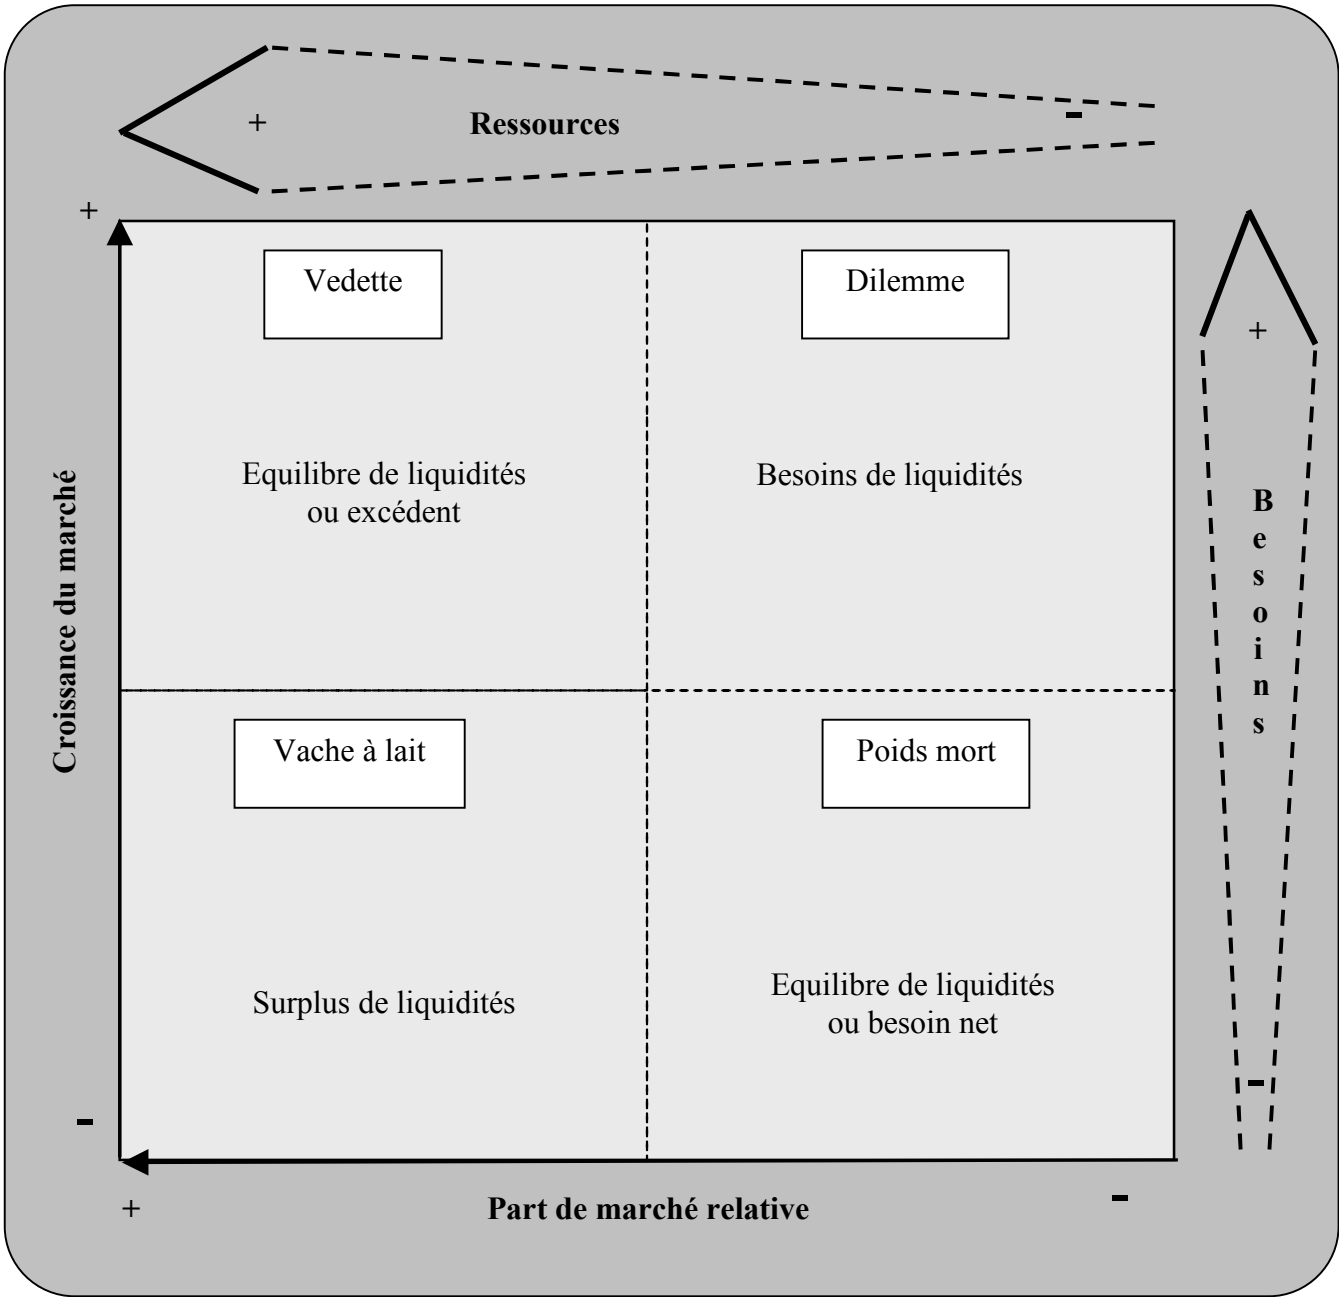 + Ressources -
+
Vedette
Dilemme
+
Equilibre de liquidités
ou excédent
Besoins de liquidités
Croissance du marché
Besoins
Vache à lait
Poids mort
Surplus de liquidités
Equilibre de liquidités
ou besoin net
-
-
+ Part de marché relative -